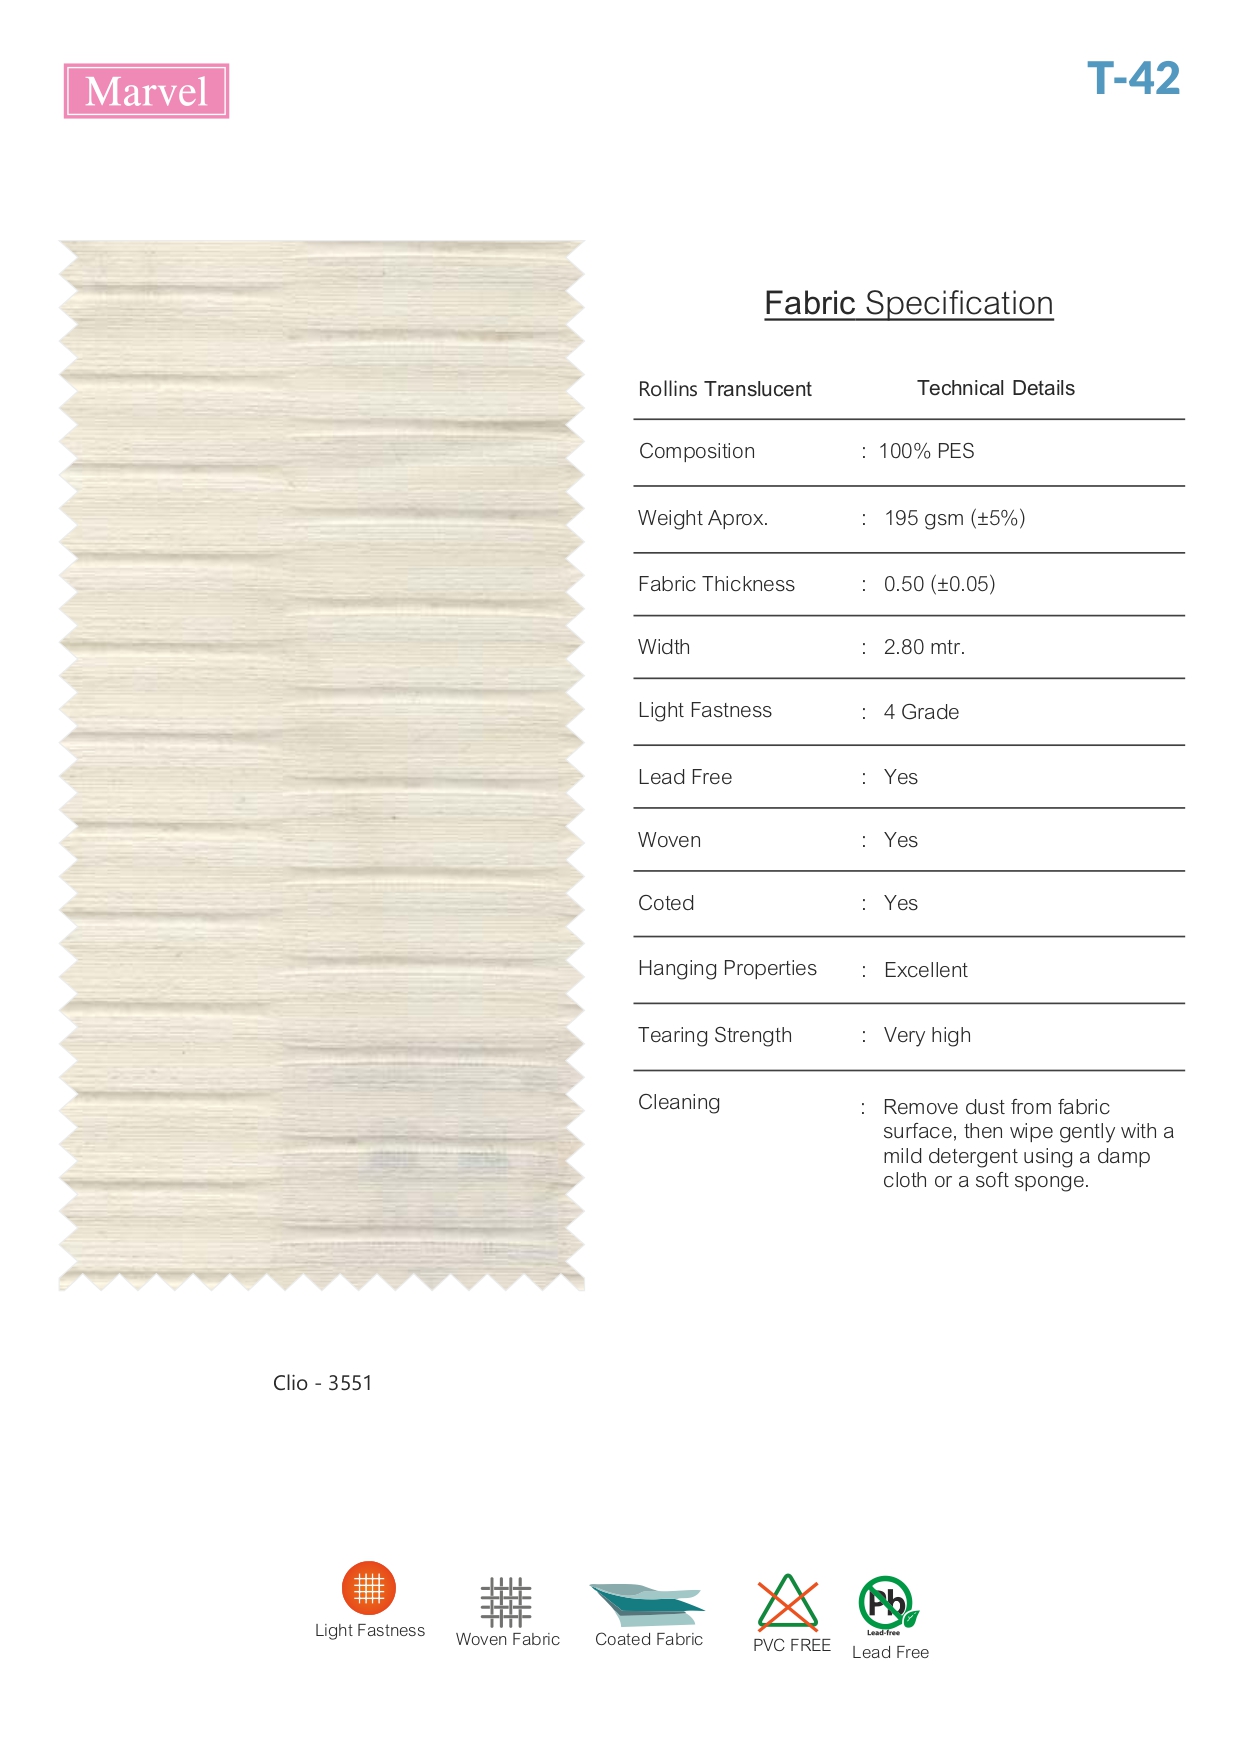 Marvel
T-42
Fabric Specification
Rollins Translucent Technical Details
Composition : 100% PES
Weight Aprox. : 195 gsm (±5%)
Fabric Thickness : 0.50 (±0.05)
Width : 2.80 mtr.
Light Fastness : 4 Grade
Lead Free : Yes
Woven : Yes
Coted : Yes
Hanging Properties : Excellent
Tearing Strength : Very high
Cleaning : Remove dust from fabric
surface, then wipe gently with a
mild detergent using a damp
cloth or a soft sponge.
Clio - 3551
Pb
Lead-free
Light Fastness
Woven Fabric
Coated Fabric
PVC FREE
Lead Free